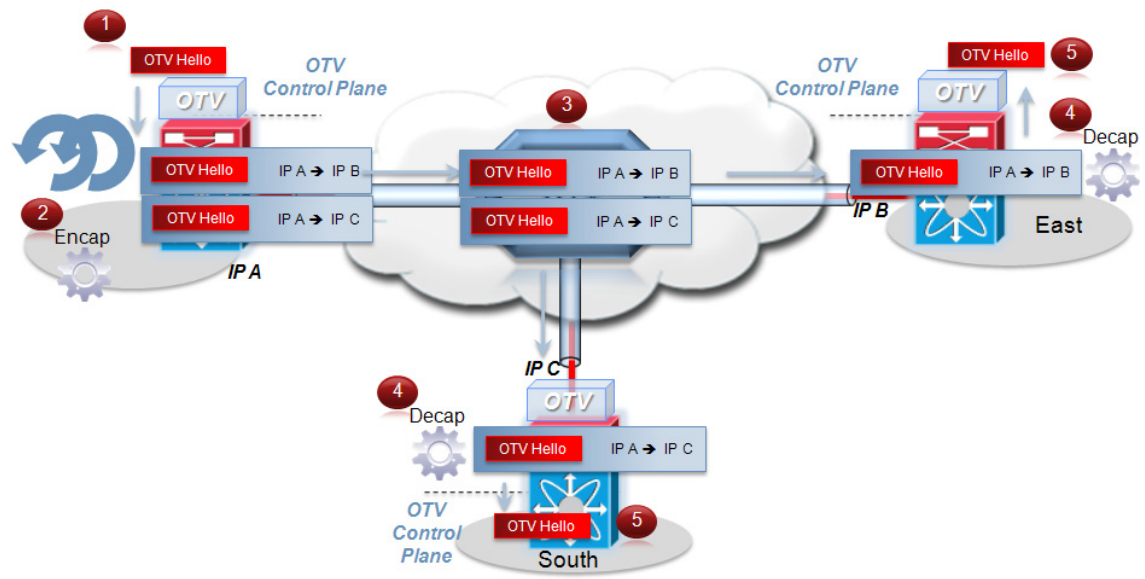 1
OTV Hello
OTV
OTV
Control Plane
OTV Hello IP A ➔ IP B
OTV Hello IP A ➔ IP C
2
Encap
IP A
3
OTV Hello IP A ➔ IP B
OTV Hello IP A ➔ IP C
OTV
Control Plane
OTV Hello
5
OTV
4
Decap
OTV Hello IP A ➔ IP B
IP B
East
IP C
4
Decap
OTV
OTV Hello IP A ➔ IP C
OTV
Control
Plane
OTV Hello
5
South